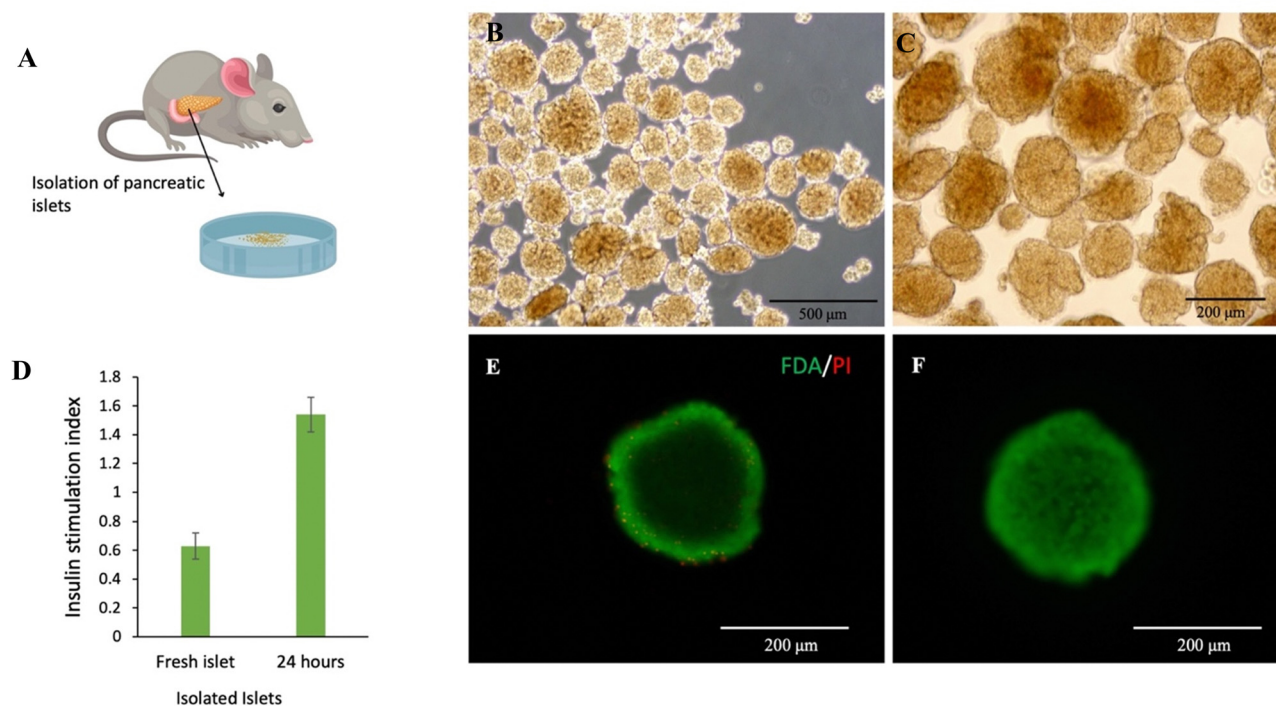 A
Isolation of pancreatic
islets
B
500 μm
C
200 μm
D
Insulin stimulation index
1.8
1.6
1.4
1.2
1
0.8
0.6
0.4
0.2
0
Fresh islet
24 hours
Isolated Islets
E
FDA/PI
200 μm
F
200 μm